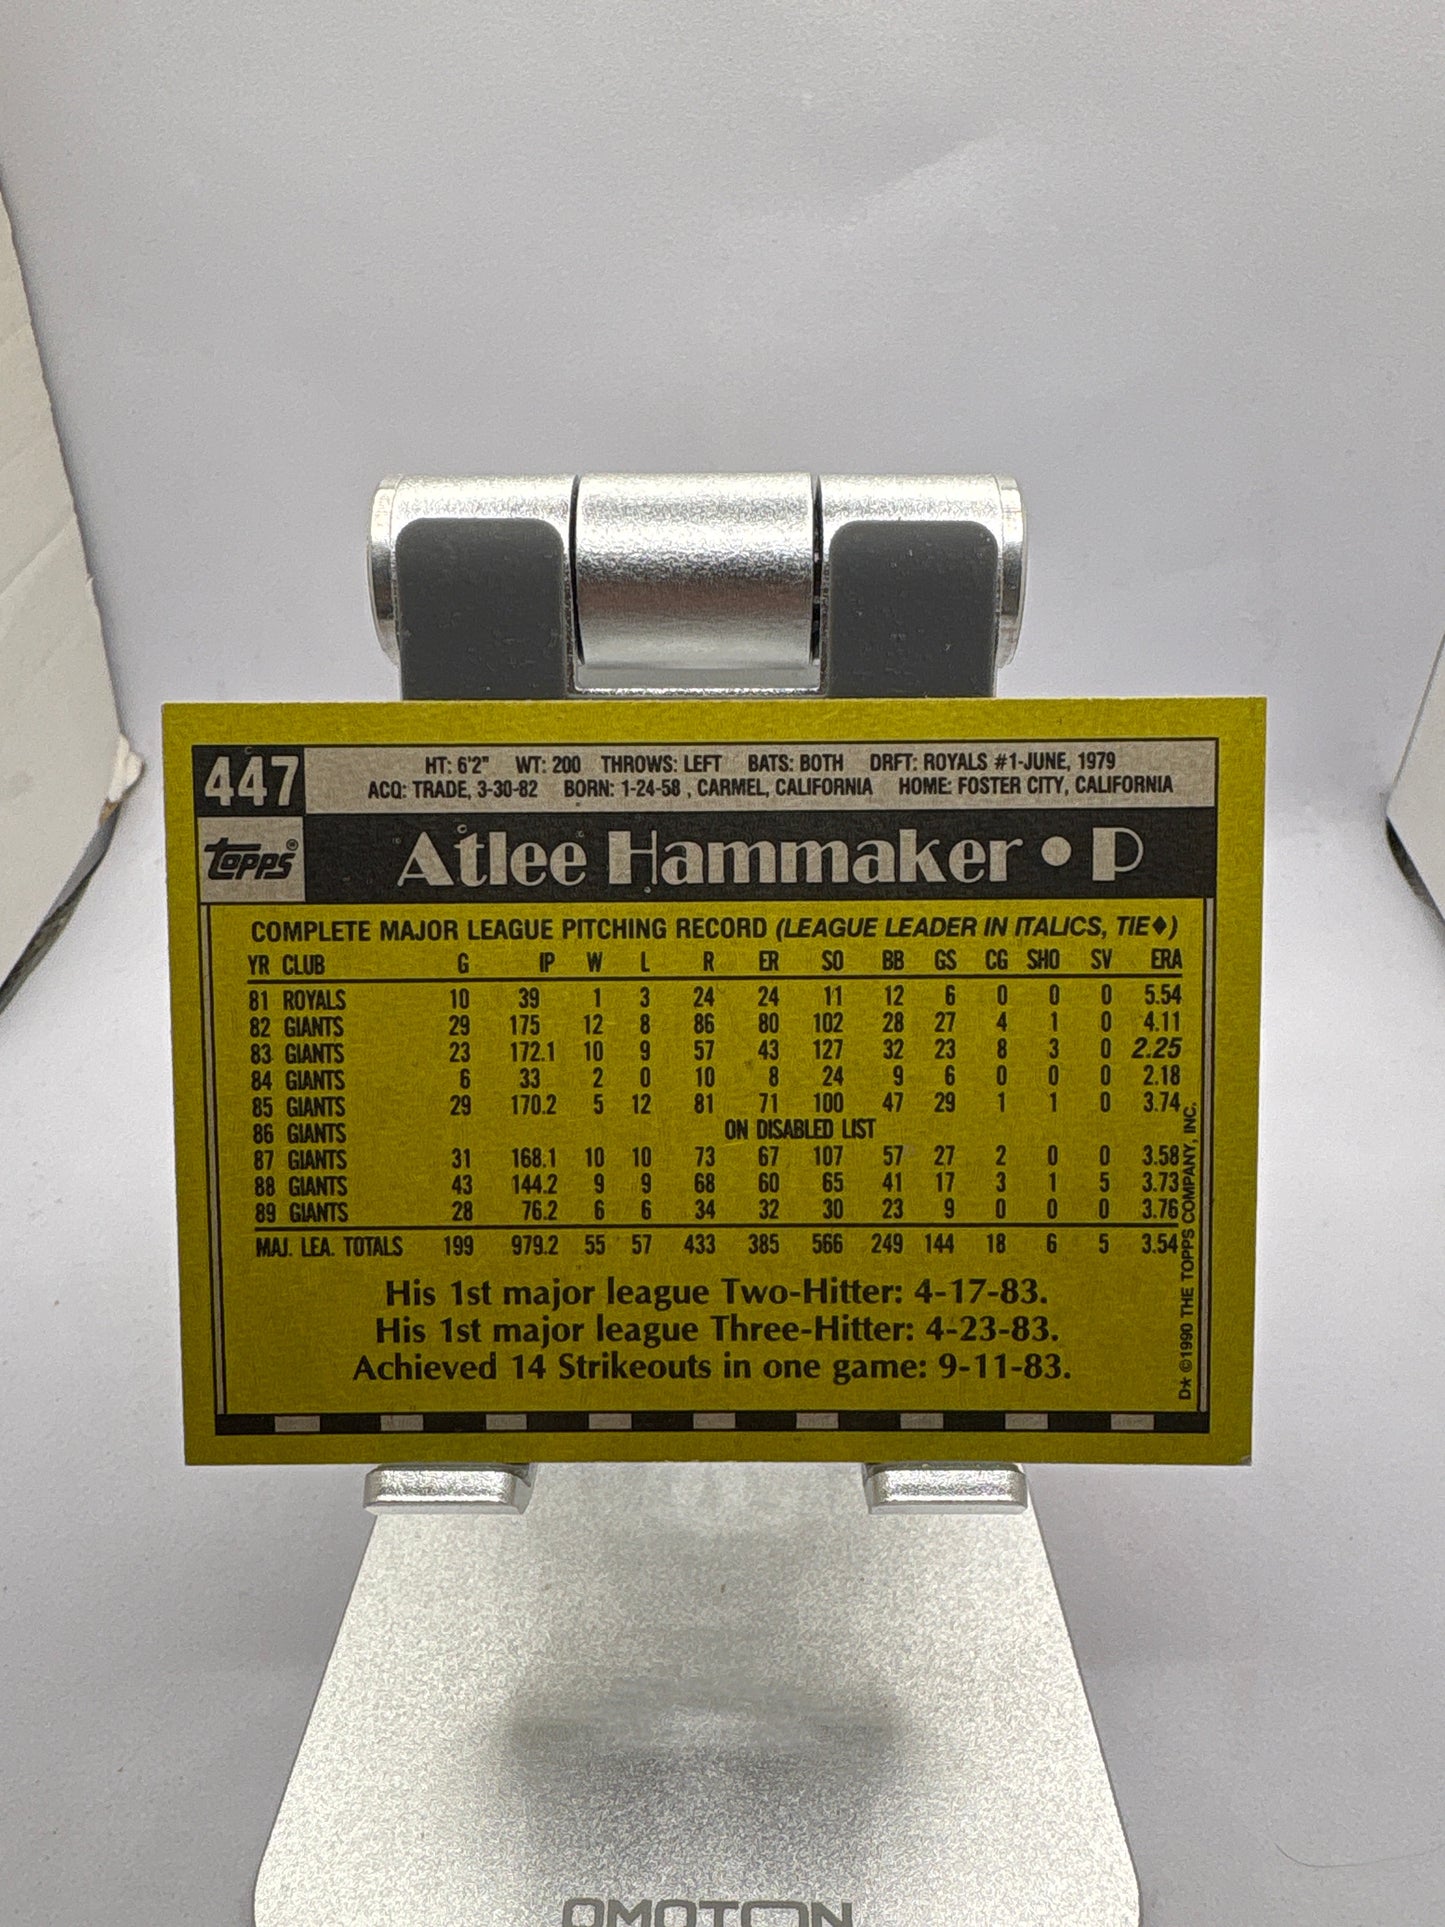 447
HT: 6'2" WT: 200 THROWS: LEFT BATS: BOTH DRFT: ROYALS #1-JUNE, 1979
ACQ: TRADE, 3-30-82 BORN: 1-24-58 , CARMEL, CALIFORNIA HOME: FOSTER CITY, CALIFORNIA
topps®
Atlee Hammaker • P
COMPLETE MAJOR LEAGUE PITCHING RECORD (LEAGUE LEADER IN ITALICS, TIE♦)
YR CLUB G IP W L R ER SO BB GS CG SHO SV ERA
81 ROYALS 10 39 1 3 24 24 11 12 6 0 0 0 5.54
82 GIANTS 29 175 12 8 86 80 102 28 27 4 1 0 4.11
83 GIANTS 23 172.1 10 9 57 43 127 32 23 8 3 0 2.25
84 GIANTS 6 33 2 0 10 8 24 9 6 0 0 0 2.18
85 GIANTS 29 170.2 5 12 81 71 100 47 29 1 1 0 3.74
86 GIANTS ON DISABLED LIST
87 GIANTS 31 168.1 10 10 73 67 107 57 27 2 0 0 3.58
88 GIANTS 43 144.2 9 9 68 60 65 41 17 3 1 5 3.73
89 GIANTS 28 76.2 6 6 34 32 30 23 9 0 0 0 3.76
MAJ. LEA. TOTALS 199 979.2 55 57 433 385 566 249 144 18 6 5 3.54
His 1st major league Two-Hitter: 4-17-83.
His 1st major league Three-Hitter: 4-23-83.
Achieved 14 Strikeouts in one game: 9-11-83.
D★ ©1990 THE TOPPS COMPANY, INC.
OMOTON